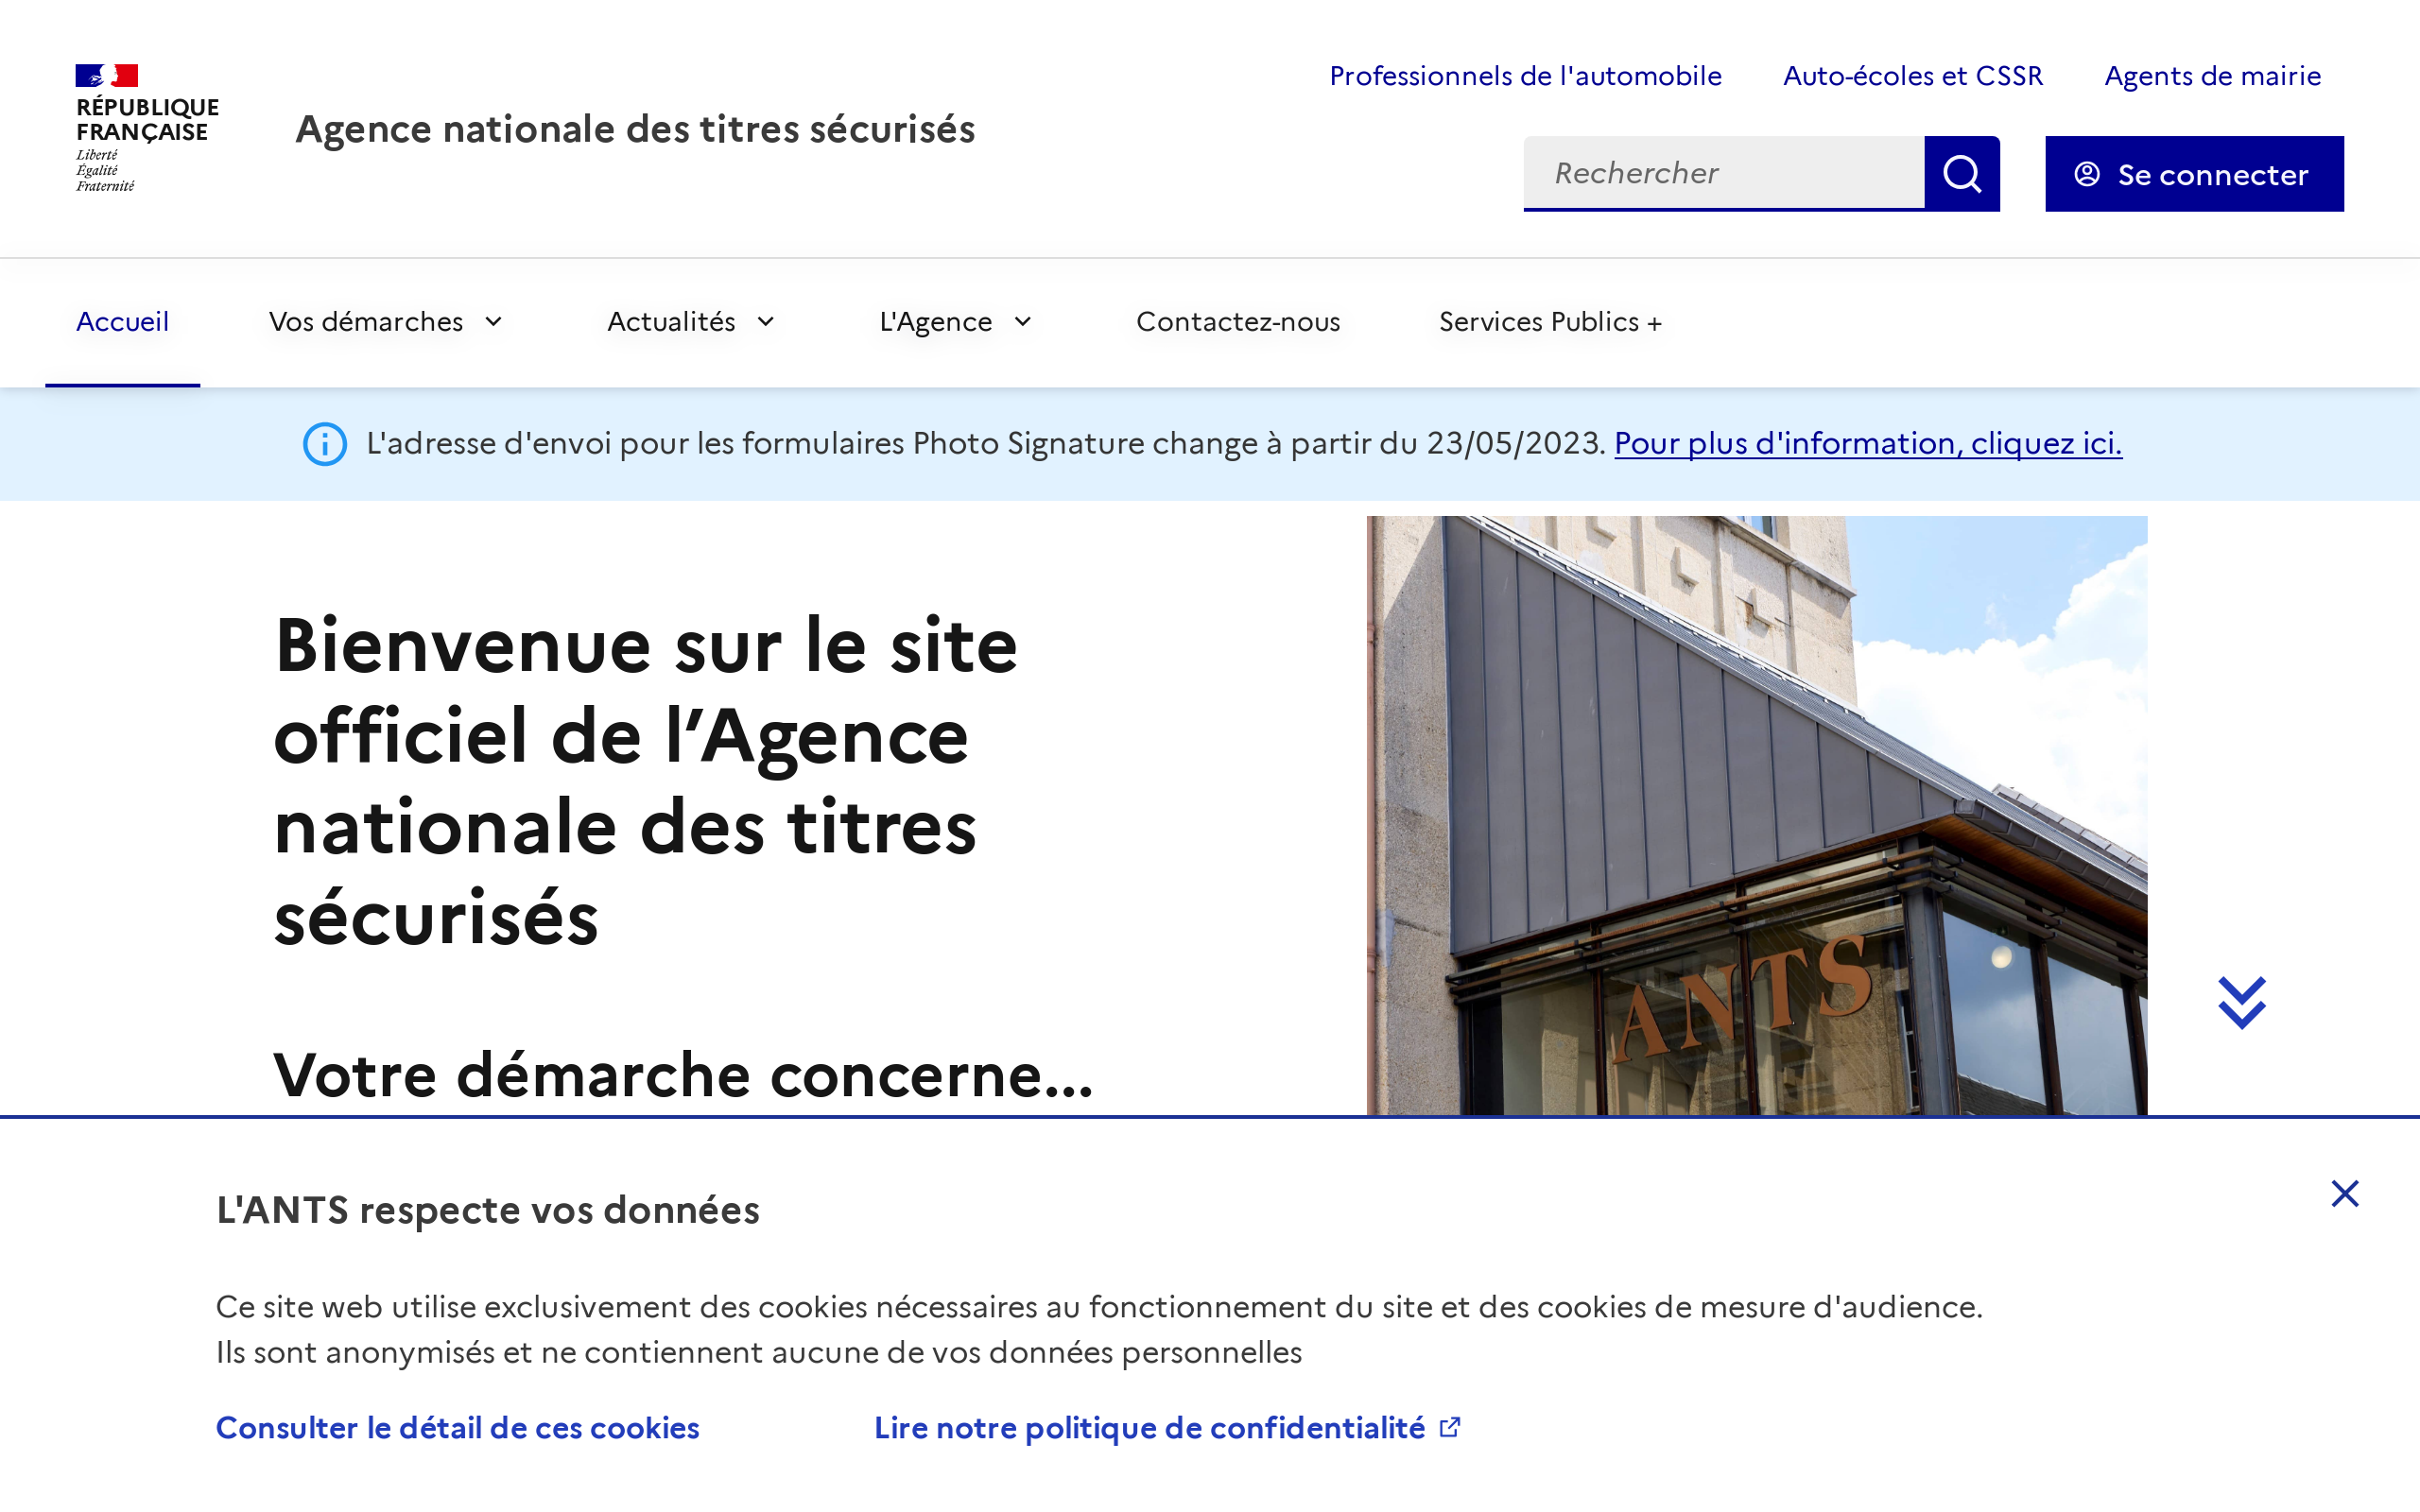 RÉPUBLIQUE
FRANÇAISE
Liberté
Égalité
Fraternité
Agence nationale des titres sécurisés
Professionnels de l'automobile
Auto-écoles et CSSR
Agents de mairie
Rechercher
Se connecter
Accueil
Vos démarches
Actualités
L'Agence
Contactez-nous
Services Publics +
L'adresse d'envoi pour les formulaires Photo Signature change à partir du 23/05/2023. Pour plus d'information, cliquez ici.
Bienvenue sur le site
officiel de l’Agence
nationale des titres
sécurisés
ANTS
Votre démarche concerne...
L'ANTS respecte vos données
Ce site web utilise exclusivement des cookies nécessaires au fonctionnement du site et des cookies de mesure d'audience.
Ils sont anonymisés et ne contiennent aucune de vos données personnelles
Consulter le détail de ces cookies
Lire notre politique de confidentialité